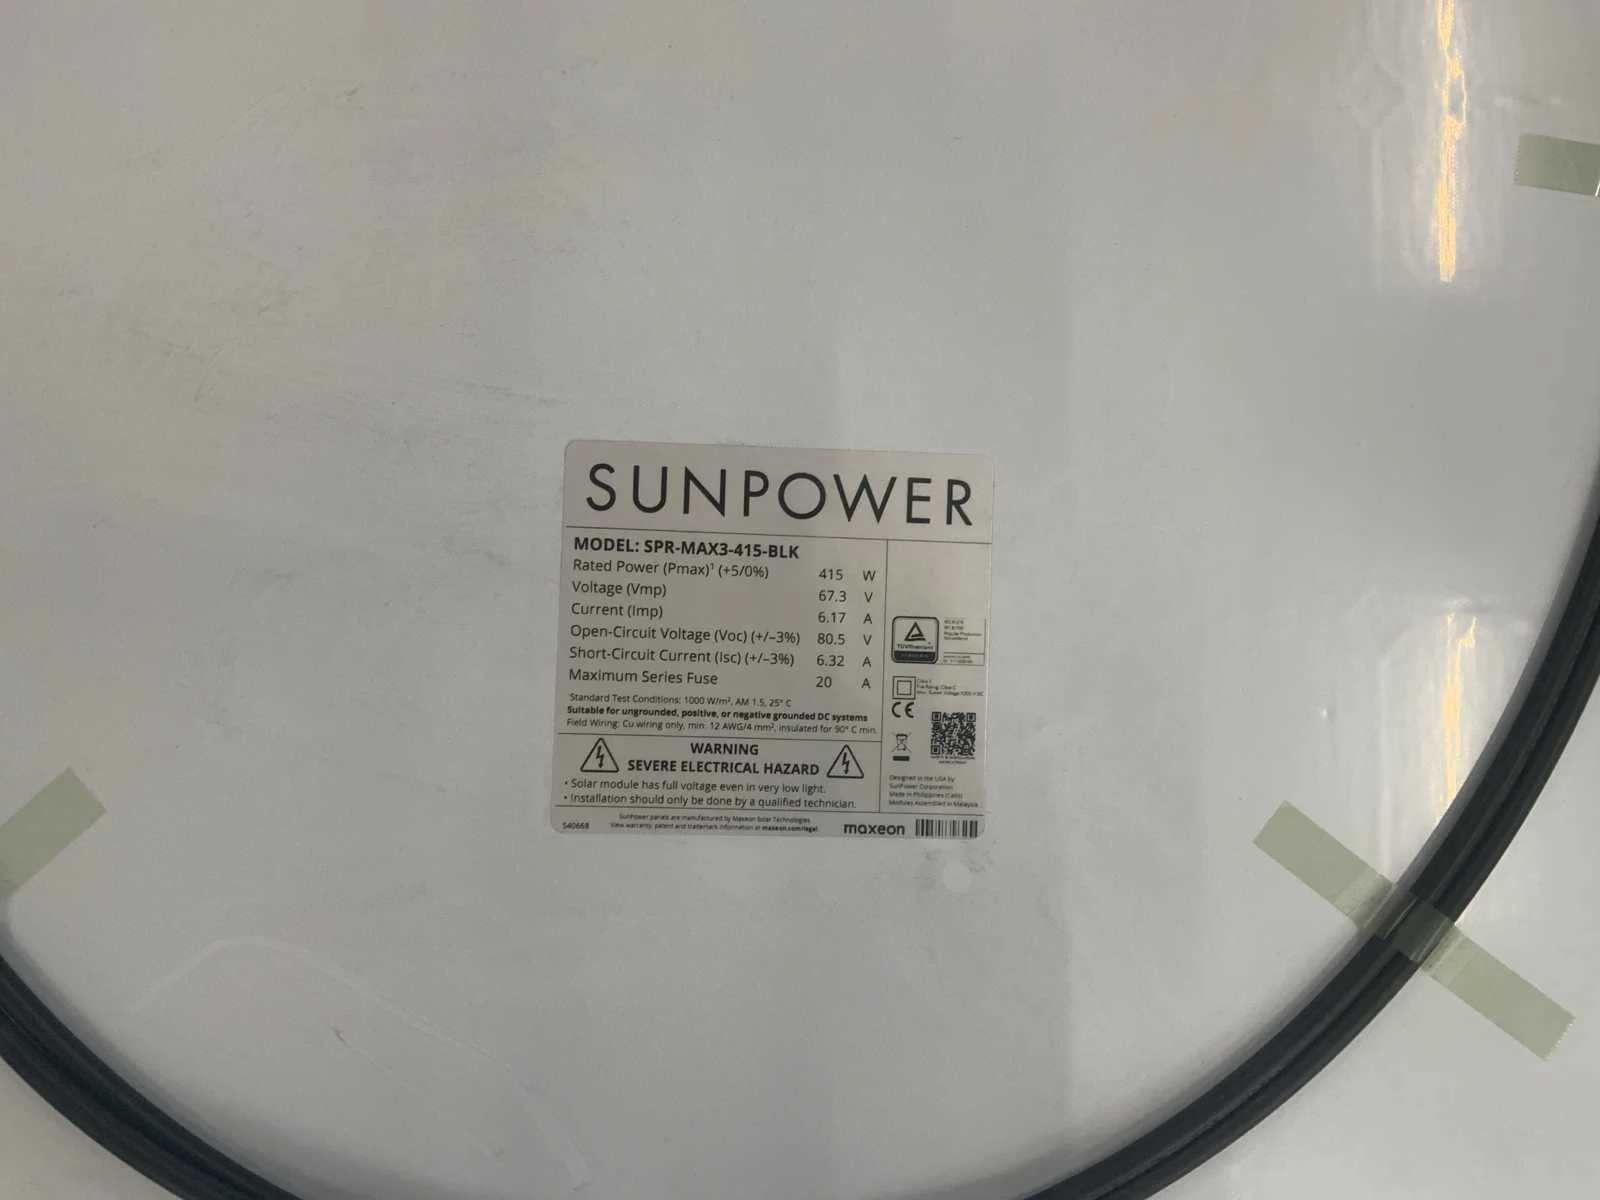 SUNPOWER
MODEL: SPR-MAX3-415-BLK
Rated Power (Pmax)¹ (+5/0%) 415 W
Voltage (Vmp) 67.3 V
Current (Imp) 6.17 A
Open-Circuit Voltage (Voc) (+/–3%) 80.5 V
Short-Circuit Current (Isc) (+/–3%) 6.32 A
Maximum Series Fuse 20 A
Standard Test Conditions: 1000 W/m², AM 1.5, 25° C
Suitable for ungrounded, positive, or negative grounded DC systems
Field Wiring: Cu wiring only, min. 12 AWG/4 mm², insulated for 90° C min.
WARNING
SEVERE ELECTRICAL HAZARD
• Solar module has full voltage even in very low light.
• Installation should only be done by a qualified technician.
TÜVRheinland
CE
Designed in the USA by
SunPower Corporation
Made in Philippines (Cells)
Modules Assembled in Malaysia
540668
SunPower panels are manufactured by Maxeon Solar Technologies
View warranty, patent and trademark information at maxeon.com/legal
maxeon